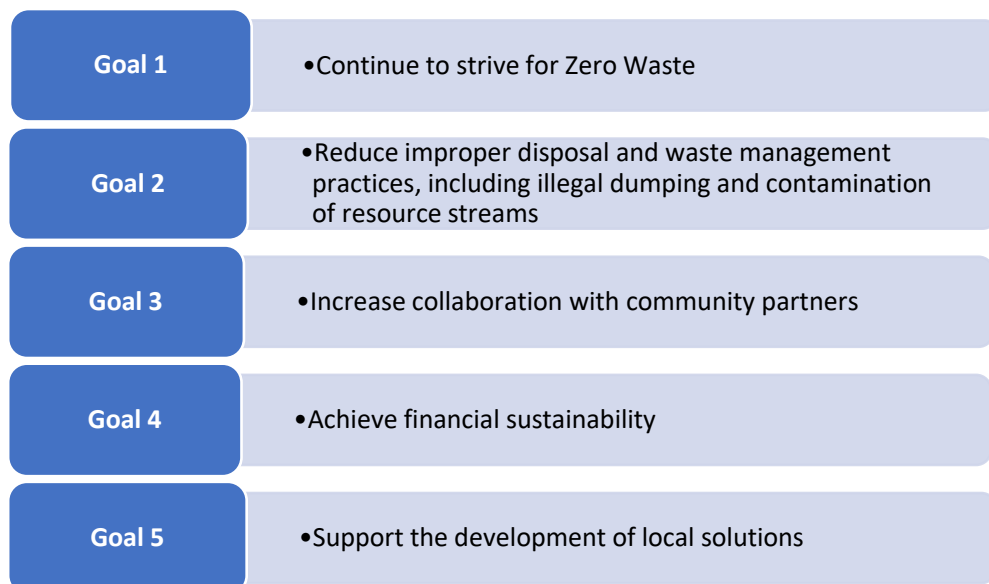 Goal 1
•Continue to strive for Zero Waste
Goal 2
•Reduce improper disposal and waste management
practices, including illegal dumping and contamination
of resource streams
Goal 3
•Increase collaboration with community partners
Goal 4
•Achieve financial sustainability
Goal 5
•Support the development of local solutions